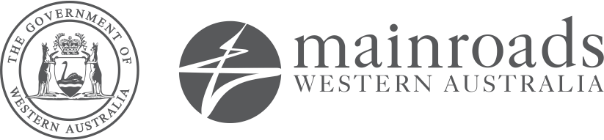 THE GOVERNMENT OF
WESTERN AUSTRALIA
mainroads
WESTERN AUSTRALIA